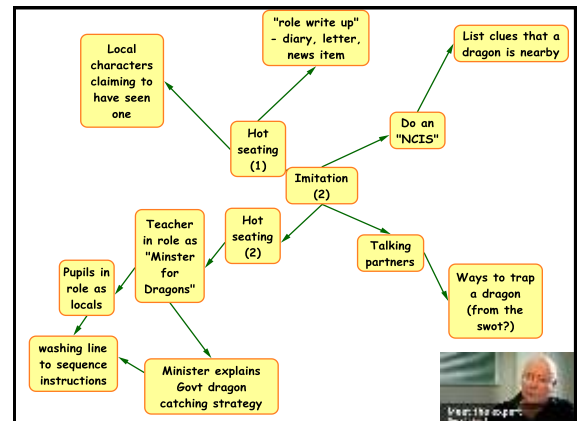 "role write up"
- diary, letter,
news item
List clues that a
dragon is nearby
Local
characters
claiming to
have seen
one
Do an
"NCIS"
Hot
seating
(1)
Imitation
(2)
Teacher
in role as
"Minster
for
Dragons"
Hot
seating
(2)
Talking
partners
Pupils in
role as
locals
Ways to trap
a dragon
(from the
swot?)
washing line
to sequence
instructions
Minister explains
Govt dragon
catching strategy
Meet the expert